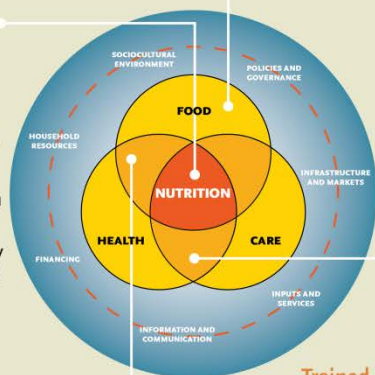 SOCIOCULTURAL
ENVIRONMENT
POLICIES AND
GOVERNANCE
FOOD
HOUSEHOLD
RESOURCES
INFRASTRUCTURE
AND MARKETS
NUTRITION
HEALTH
CARE
FINANCING
INPUTS AND
SERVICES
INFORMATION AND
COMMUNICATION
Trained